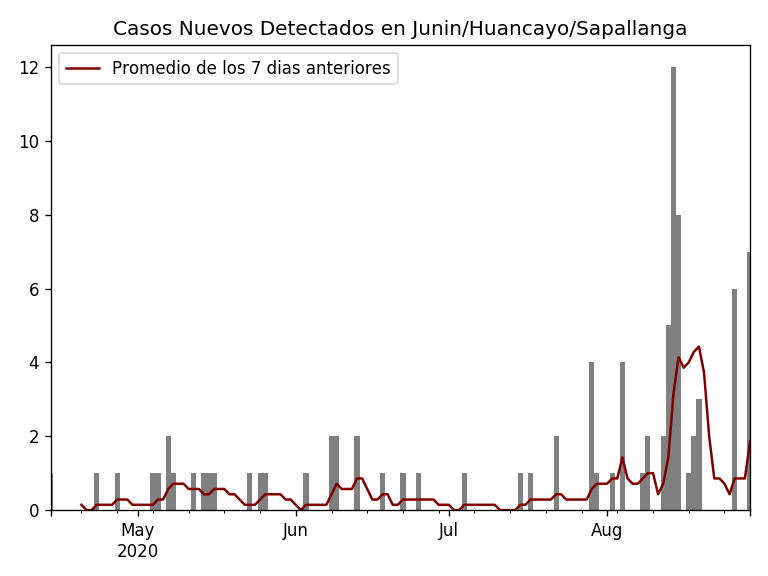 Casos Nuevos Detectados en Junin/Huancayo/Sapallanga
Promedio de los 7 dias anteriores
12
10
8
6
4
2
0
May Jun Jul Aug
2020